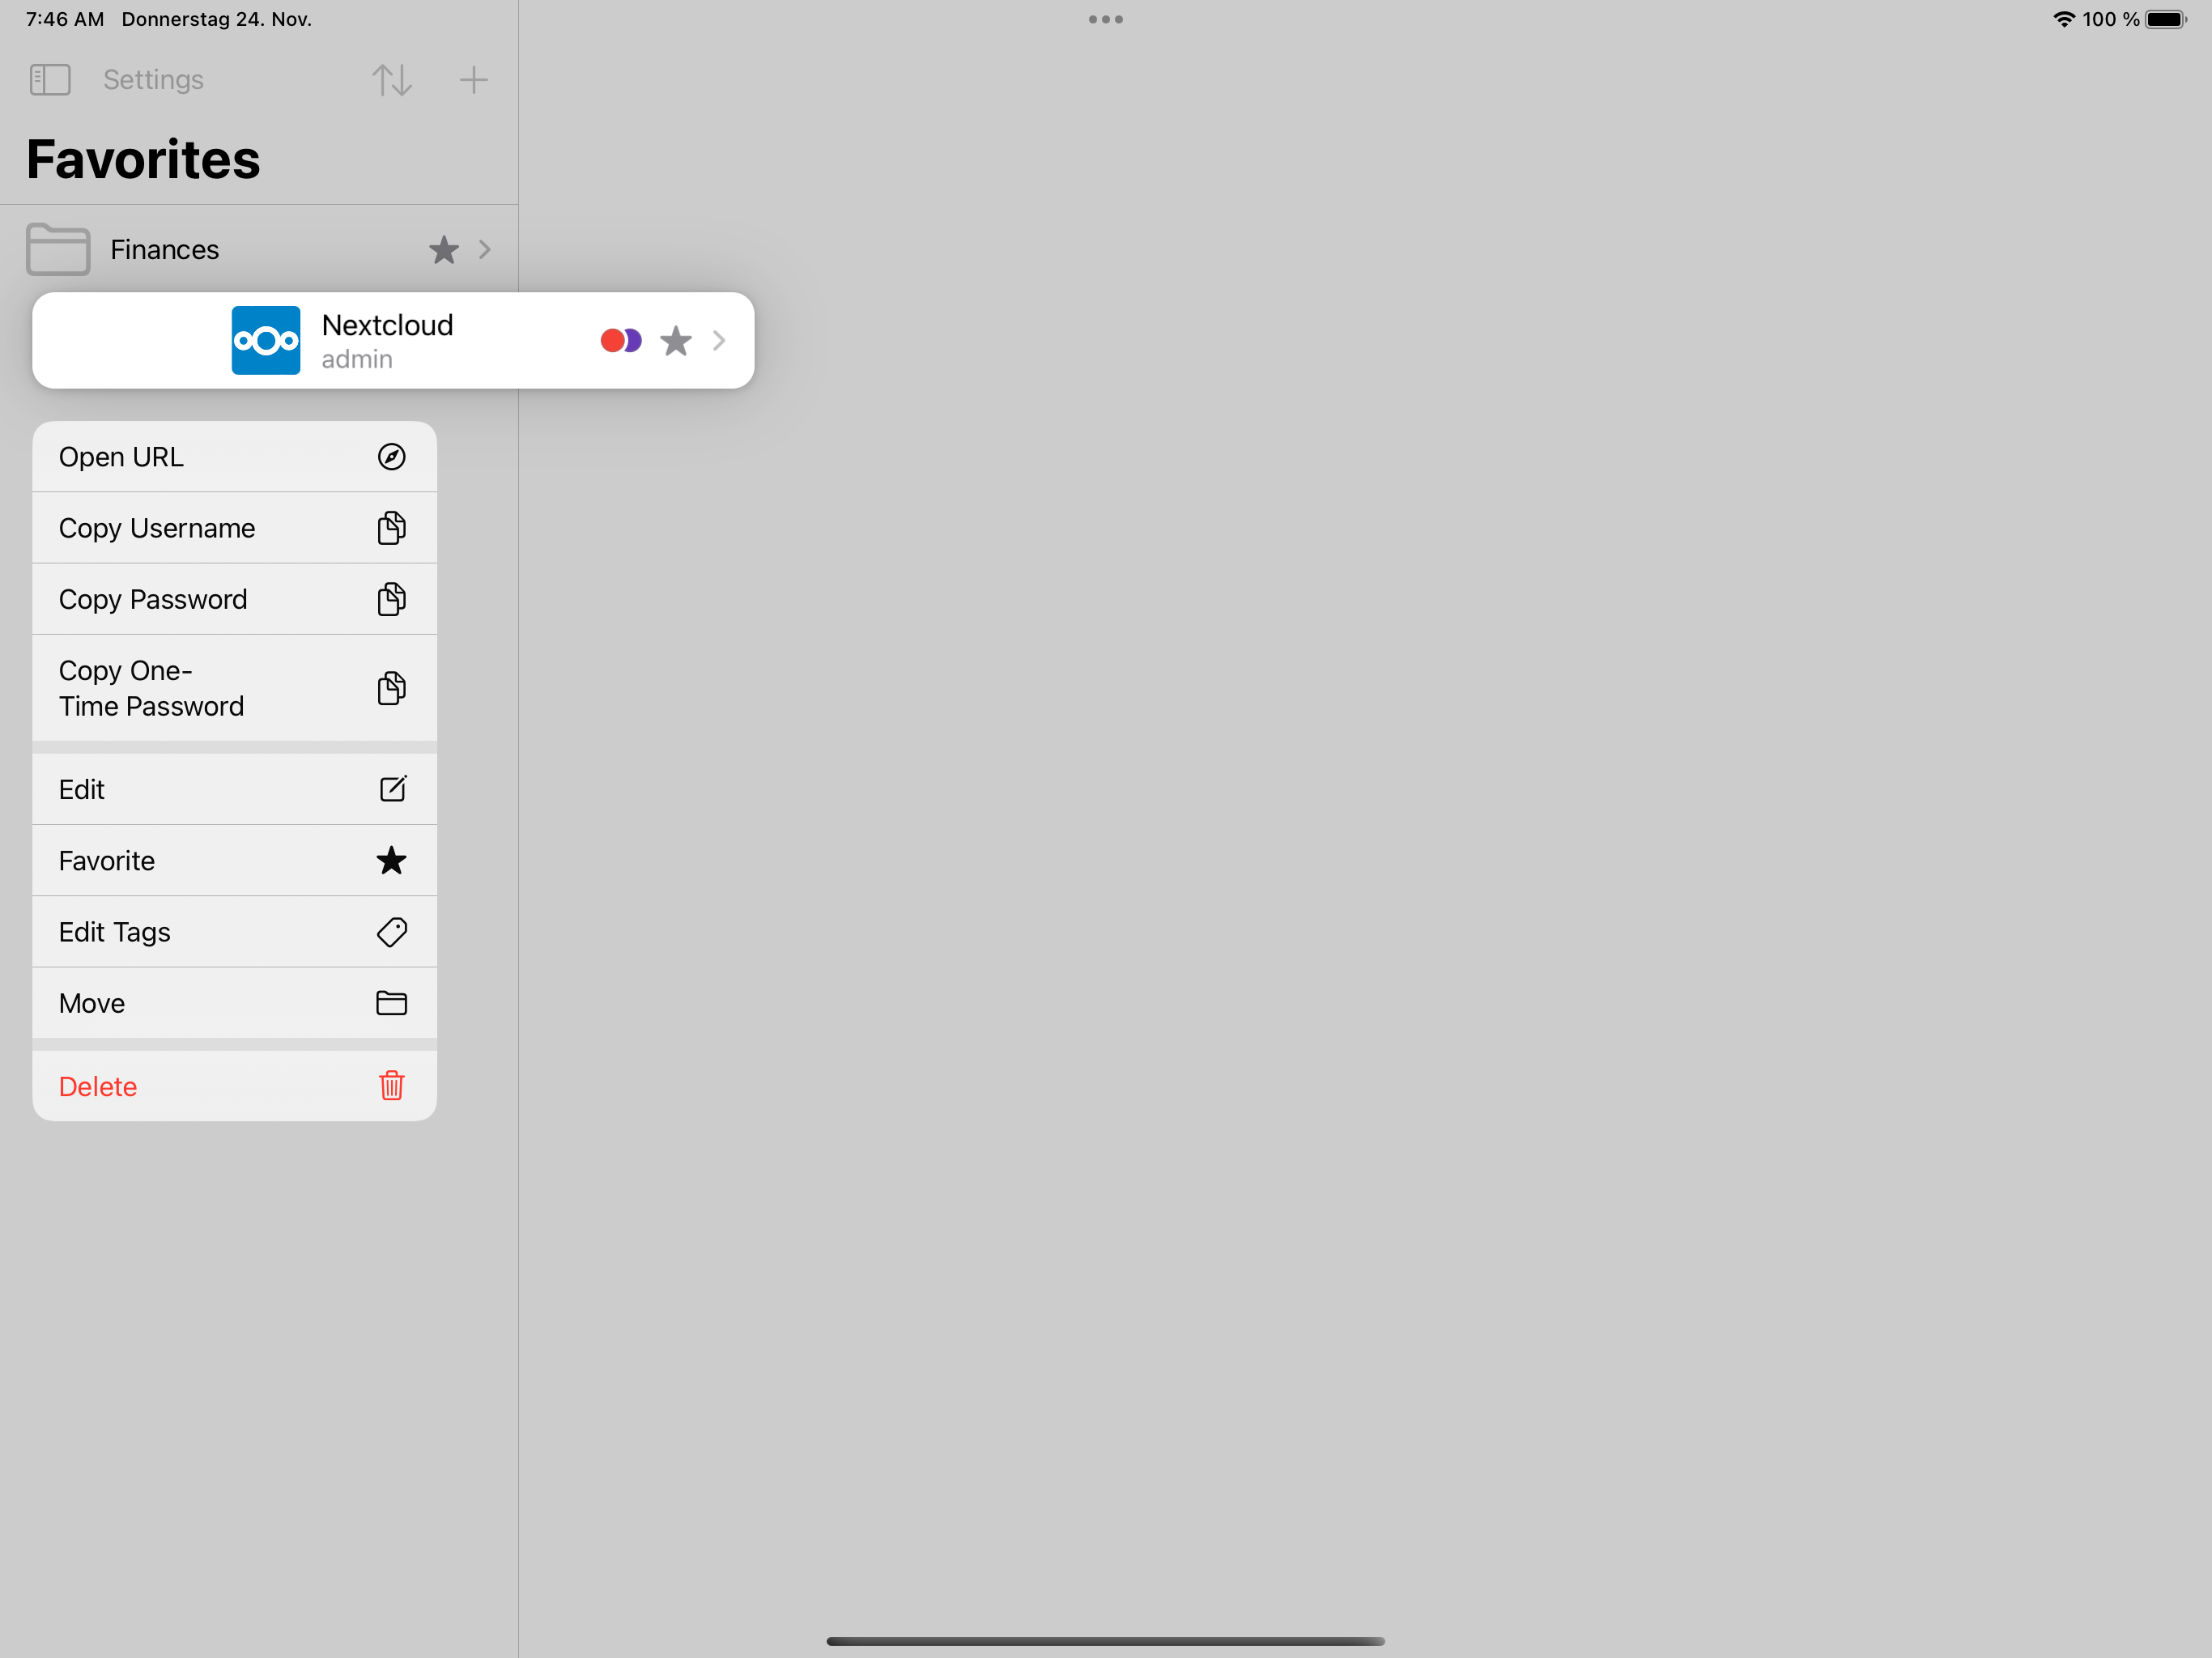 7:46 AM Donnerstag 24. Nov.
100 %
Settings
Favorites
Finances
Nextcloud
admin
Open URL
Copy Username
Copy Password
Copy One-
Time Password
Edit
Favorite
Edit Tags
Move
Delete